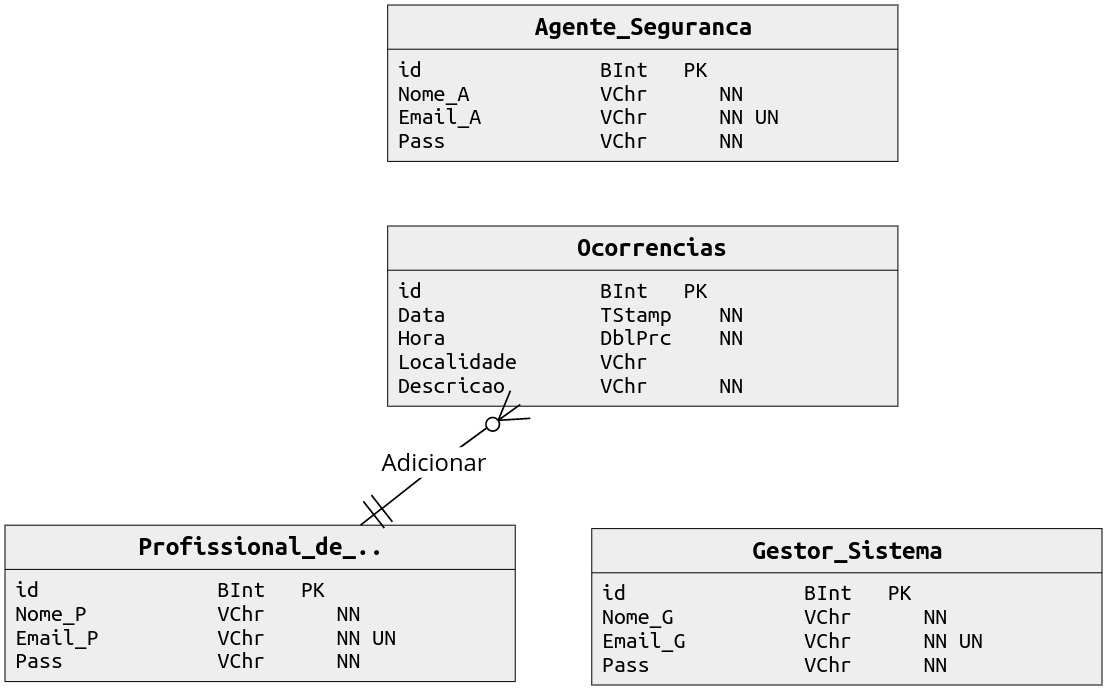 Agente_Seguranca
id BInt PK
Nome_A VChr NN
Email_A VChr NN UN
Pass VChr NN
Ocorrencias
id BInt PK
Data TStamp NN
Hora DblPrc NN
Localidade VChr
Descricao VChr NN
Adicionar
Profissional_de_..
id BInt PK
Nome_P VChr NN
Email_P VChr NN UN
Pass VChr NN
Gestor_Sistema
id BInt PK
Nome_G VChr NN
Email_G VChr NN UN
Pass VChr NN